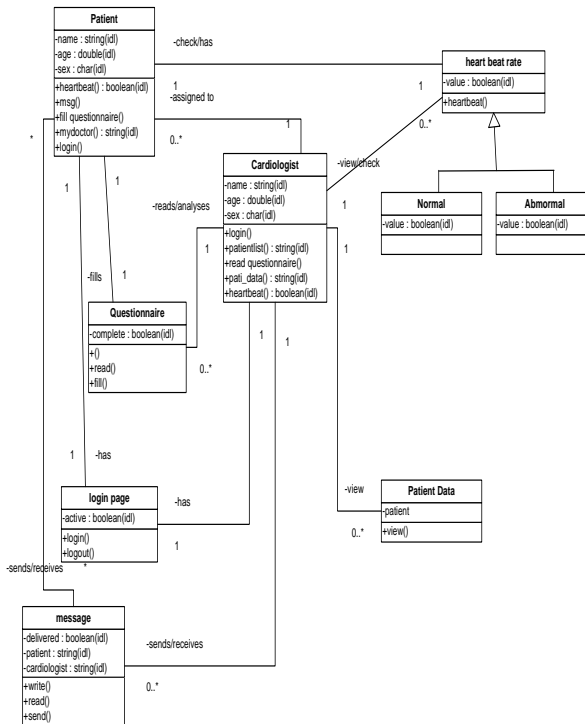 Patient
-name : string(idl)
-age : double(idl)
-sex : char(idl)
+heartbeat() : boolean(idl)
+msg()
+fill questionnaire()
+mydoctor() : string(idl)
+login()
-check/has
1
1
heart beat rate
-value : boolean(idl)
+heartbeat()
-assigned to
0..*
1
*
Cardiologist
-name : string(idl)
-age : double(idl)
-sex : char(idl)
+login()
+patientlist() : string(idl)
+read questionnaire()
+pati_data() : string(idl)
+heartbeat() : boolean(idl)
0..*
-view/check
1
Normal
-value : boolean(idl)
Abmormal
-value : boolean(idl)
1
1
-reads/analyses
1
1
-fills
1
Questionnaire
-complete : boolean(idl)
+()
+read()
+fill()
0..*
1
1
1
-has
login page
-active : boolean(idl)
+login()
+logout()
-has
1
-view
0..*
Patient Data
-patient
+view()
-sends/receives
*
message
-delivered : boolean(idl)
-patient : string(idl)
-cardiologist : string(idl)
+write()
+read()
+send()
-sends/receives
0..*